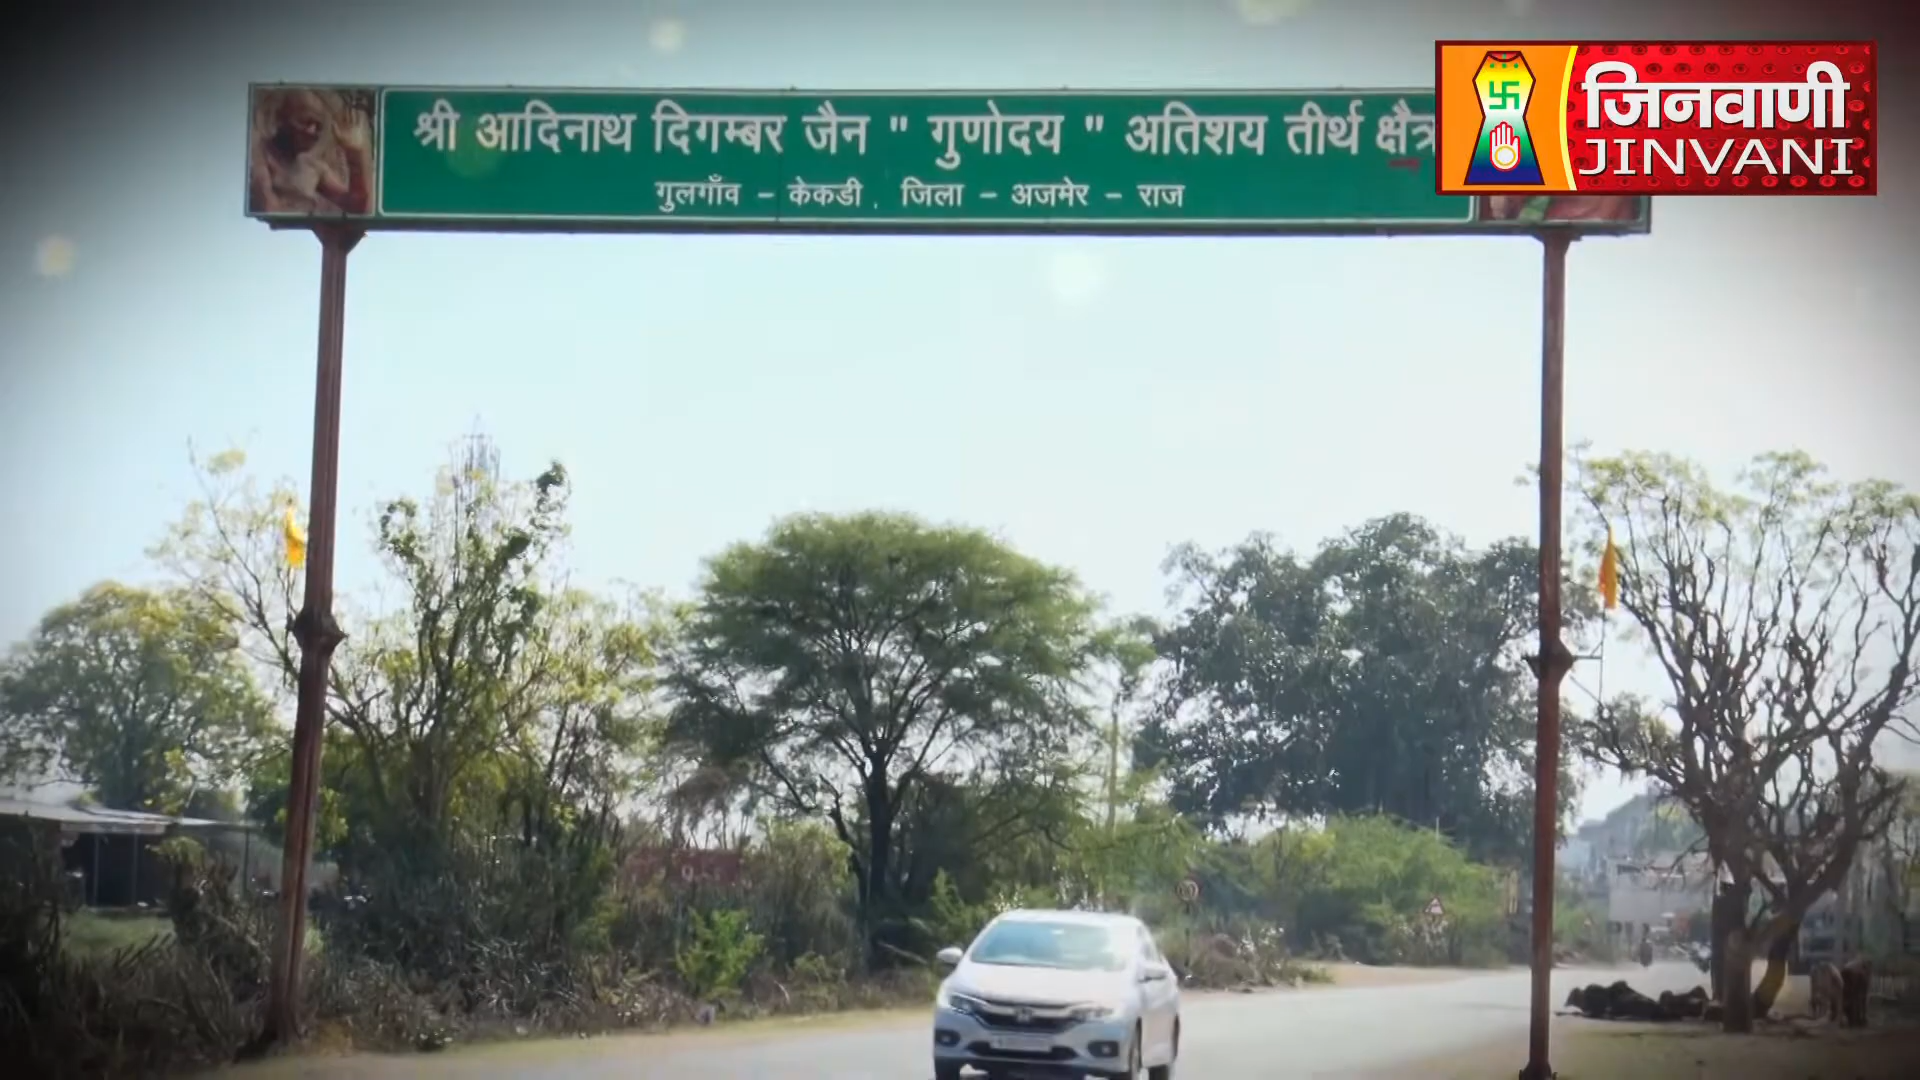 श्री आदिनाथ दिगम्बर जैन " गुणोदय " अतिशय तीर्थ क्षैत्र
गुलगाँव - केकडी . जिला - अजमेर - राज
जिनवाणी
JINVANI